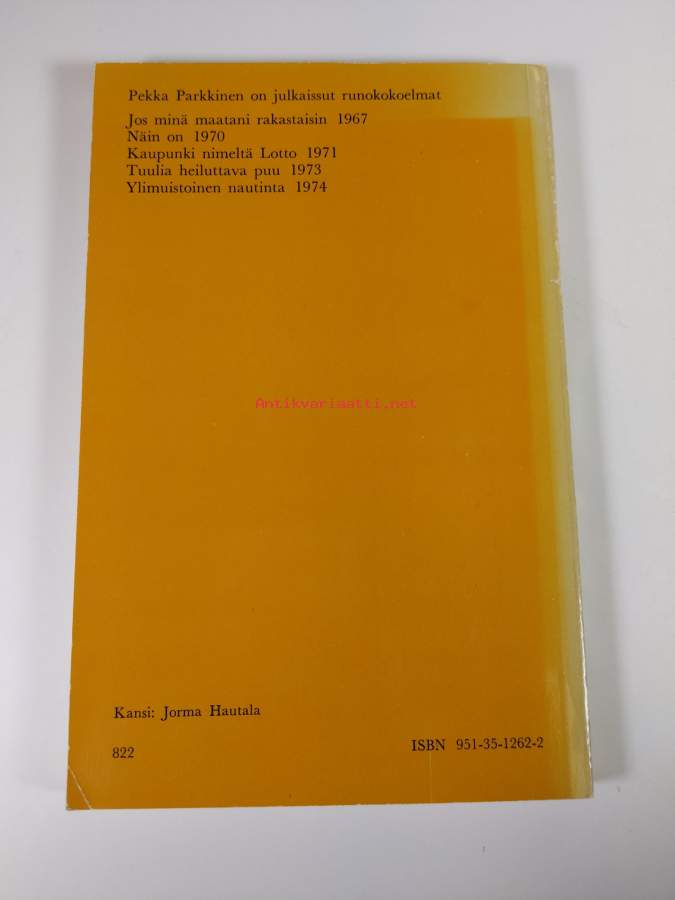 Pekka Parkkinen on julkaissut runokokoelmat
Jos minä maatani rakastaisin 1967
Näin on 1970
Kaupunki nimeltä Lotto 1971
Tuulia heiluttava puu 1973
Ylimuistoinen nautinta 1974
Antikvariaatti.net
Kansi: Jorma Hautala
822
ISBN 951-35-1262-2